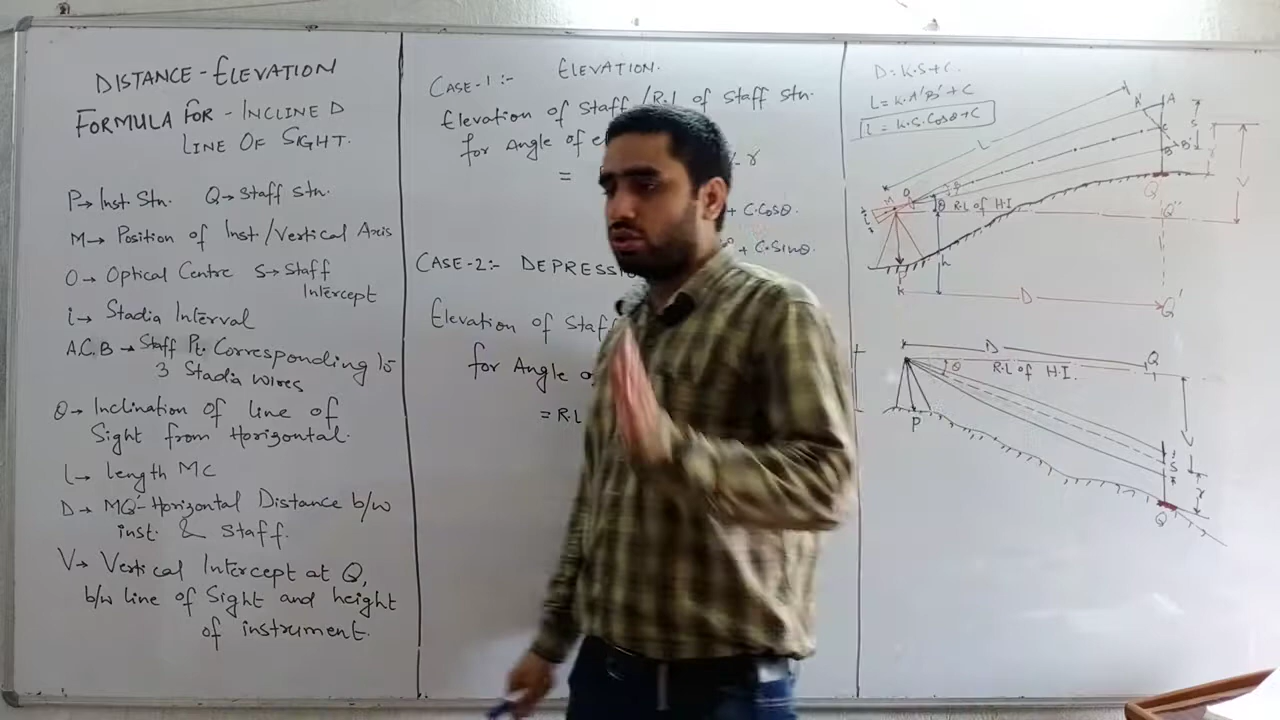 DISTANCE-ELEVATION
FORMULA FOR-INCLINED
LINE OF SIGHT.
P→ Inst. Stn. Q→ Staff Stn.
M→ Position of Inst./Vertical Axis
O→ Optical Centre S→ Staff
Intercept
i→ Stadia Interval
A.C.B→ Staff Pt. Corresponding to
3 Stadia wires
θ→ Inclination of line of
Sight from Horizontal.
L→ length MC
D→ MQ'-Horizontal Distance b/w
inst. & Staff.
V→ Vertical Intercept at Q,
b/w line of Sight and height
of instrument.
CASE-1:- ELEVATION.
Elevation of Staff/R.L of Staff Stn.
for Angle of
=
- r
+ C.Cosθ.
+ C.Sinθ.
CASE-2:- DEPRESSI
Elevation of Staf
for Angle
= R.L
D = K.S + C.
L = K.A'B' + C
L = K.S.Cosθ + C
A' A
S
L
C
B B'
r
V
M O
θ R.L of H.I
Q
Q''
P
h
K
D
Q'
D
Q
θ R.L of H.I.
P
V
S
r
Q